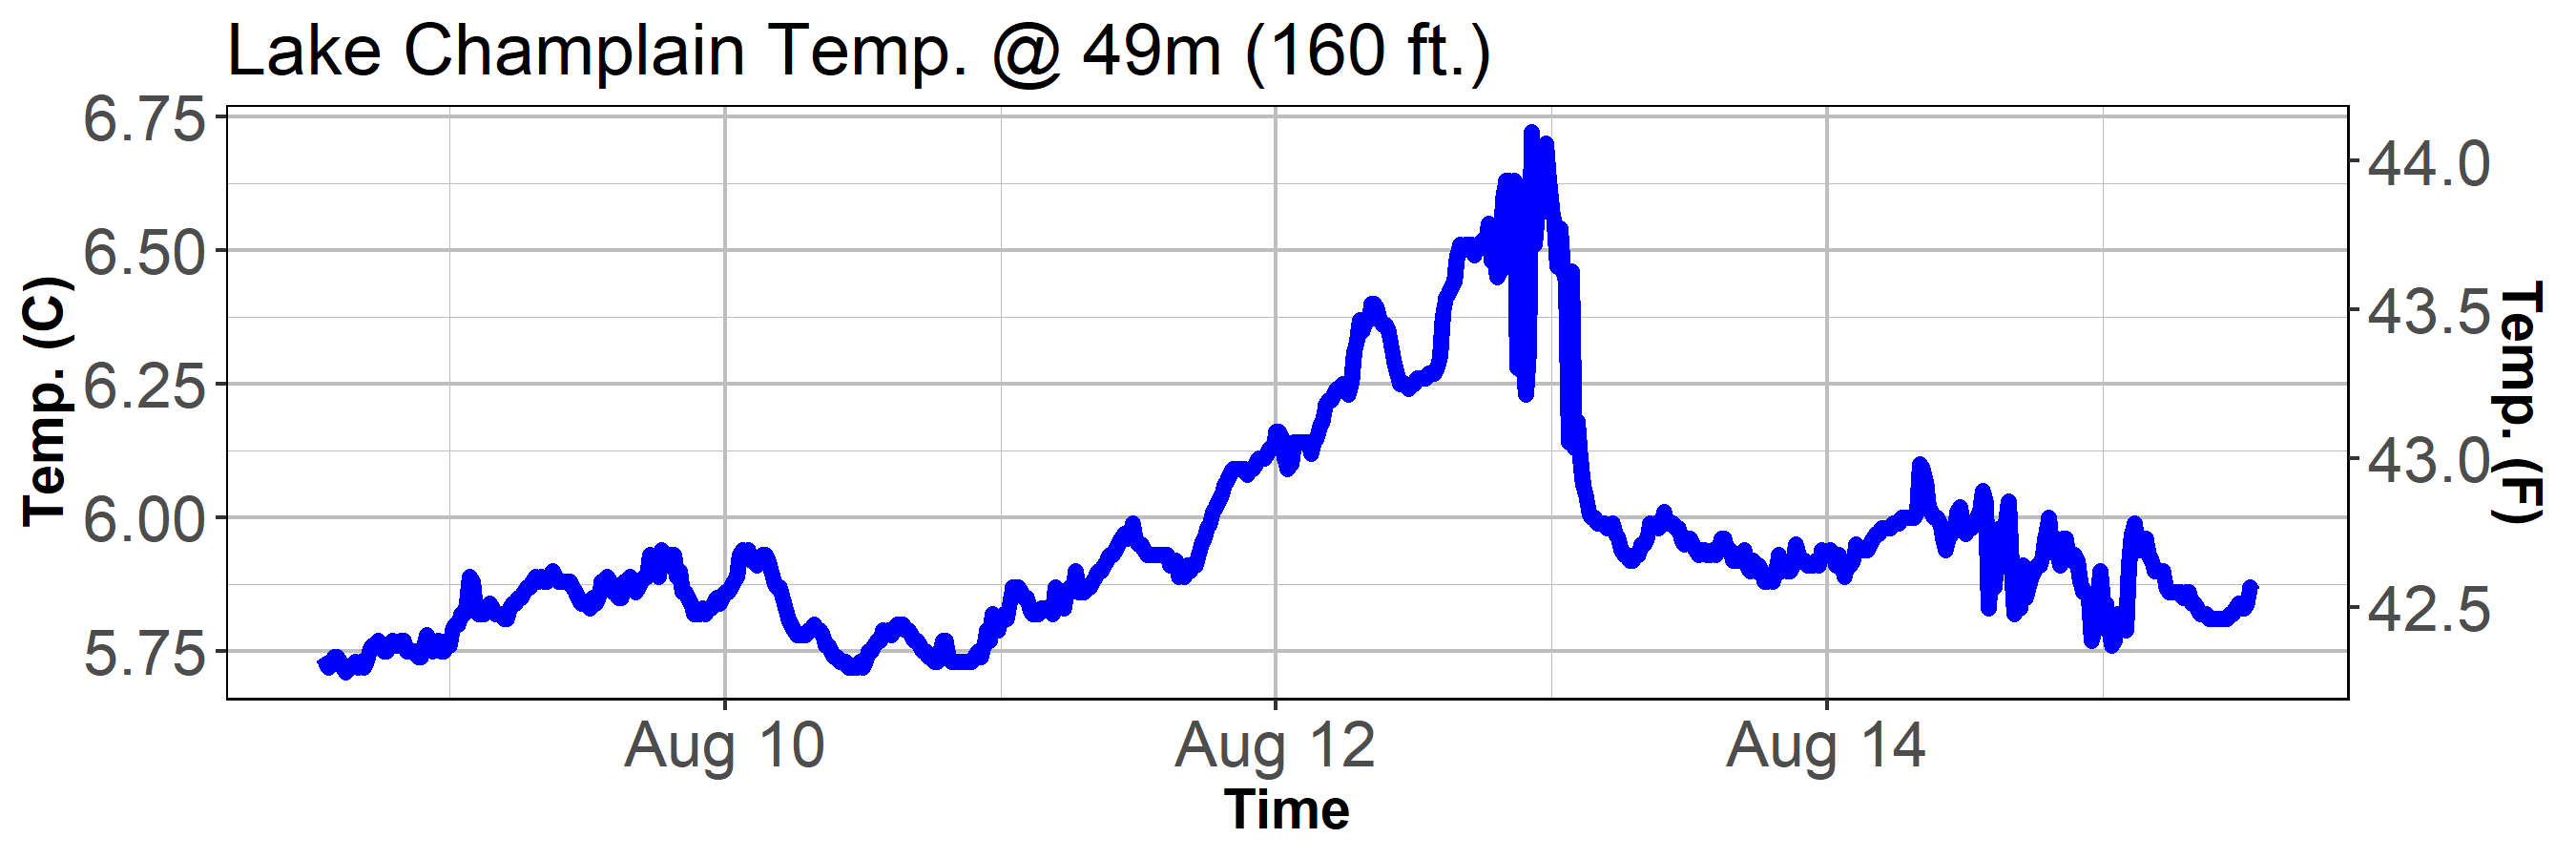 Lake Champlain Temp. @ 49m (160 ft.)
6.75
6.50
6.25
6.00
5.75
Temp. (C)
44.0
43.5
43.0
42.5
Temp. (F)
Aug 10
Aug 12
Aug 14
Time